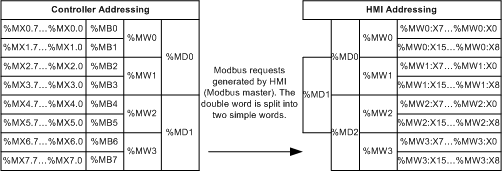 Controller Addressing
HMI Addressing
%MX0.7...%MX0.0 %MB0 %MW0 %MD0
%MX1.7...%MX1.0 %MB1
%MX2.7...%MX2.0 %MB2 %MW1
%MX3.7...%MX3.0 %MB3
%MX4.7...%MX4.0 %MB4 %MW2 %MD1
%MX5.7...%MX5.0 %MB5
%MX6.7...%MX6.0 %MB6 %MW3
%MX7.7...%MX7.0 %MB7
Modbus requests
generated by HMI
(Modbus master). The
double word is split into
two simple words.
%MD0 %MW0 %MW0:X7...%MW0:X0
%MW0:X15...%MW0:X8
%MD1 %MW1 %MW1:X7...%MW1:X0
%MW1:X15...%MW1:X8
%MD2 %MW2 %MW2:X7...%MW2:X0
%MW2:X15...%MW2:X8
%MW3 %MW3:X7...%MW3:X0
%MW3:X15...%MW3:X8